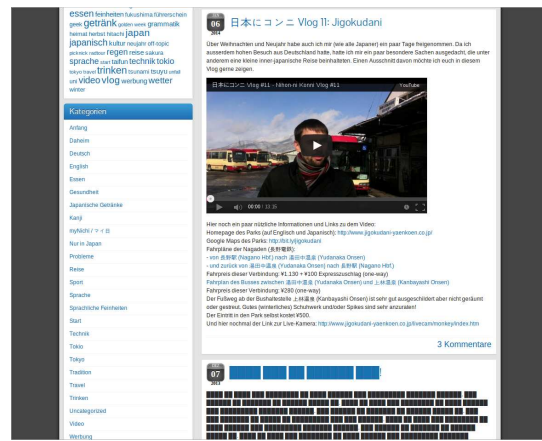 essen feinheiten fukushima führerschein
geek getränk golden week grammatik
heimat herbst hitachi japan
japanisch kultur neujahr off-topic
picknick radtour regen reise sakura
sprache start taifun technik tokio
tokyo travel trinken tsunami tsuyu unfall
uni video vlog werbung wetter
winter
Kategorien
Anfang
Daheim
Deutsch
English
Essen
Gesundheit
Japanische Getränke
Kanji
myNichi / マイ日
Nur in Japan
Probleme
Reise
Sport
Sprache
Sprachliche Feinheiten
Start
Technik
Tokio
Tokyo
Tradition
Travel
Trinken
Uncategorized
Video
Werbung
06
2014
日本にコンニ Vlog 11: Jigokudani
Über Weihnachten und Neujahr habe auch ich mir (wie alle Japaner) ein paar Tage freigenommen. Da ich
ausserdem hohen Besuch aus Deutschland hatte, hatte ich mir ein paar besondere Sachen ausgedacht, die unter
anderem eine kleine inner-japanische Reise beinhalteten. Einen Ausschnitt davon möchte ich euch in diesem
Vlog gerne zeigen.
日本にコンニ Vlog #11 - Nihon-ni Konni Vlog #11
YouTube
00:00 / 13:15
Hier noch ein paar nützliche Informationen und Links zu dem Video:
Homepage des Parks (auf Englisch und Japanisch): http://www.jigokudani-yaenkoen.co.jp/
Google Maps des Parks: http://bit.ly/jigokudani
Fahrpläne der Nagaden (長野電鉄):
- von 長野駅 (Nagano Hbf.) nach 湯田中温泉 (Yudanaka Onsen)
- und zurück von 湯田中温泉 (Yudanaka Onsen) nach 長野駅 (Nagano Hbf.)
Fahrpreis dieser Verbindung: ¥1.130 + ¥100 Expresszuschlag (one-way)
Fahrplan des Busses zwischen 湯田中温泉 (Yudanaka Onsen) und 上林温泉 (Kanbayashi Onsen)
Fahrpreis dieser Verbindung: ¥280 (one-way)
Der Fußweg ab der Bushaltestelle 上林温泉 (Kanbayashi Onsen) ist sehr gut ausgeschildert aber nicht geräumt
oder gestreut. Gutes (winterliches) Schuhwerk und/oder Spikes sind sehr anzuraten!
Der Eintritt in den Park selbst kostet ¥500.
Und hier nochmal der Link zur Live-Kamera: http://www.jigokudani-yaenkoen.co.jp/livecam/monkey/index.htm
3 Kommentare
07
2013